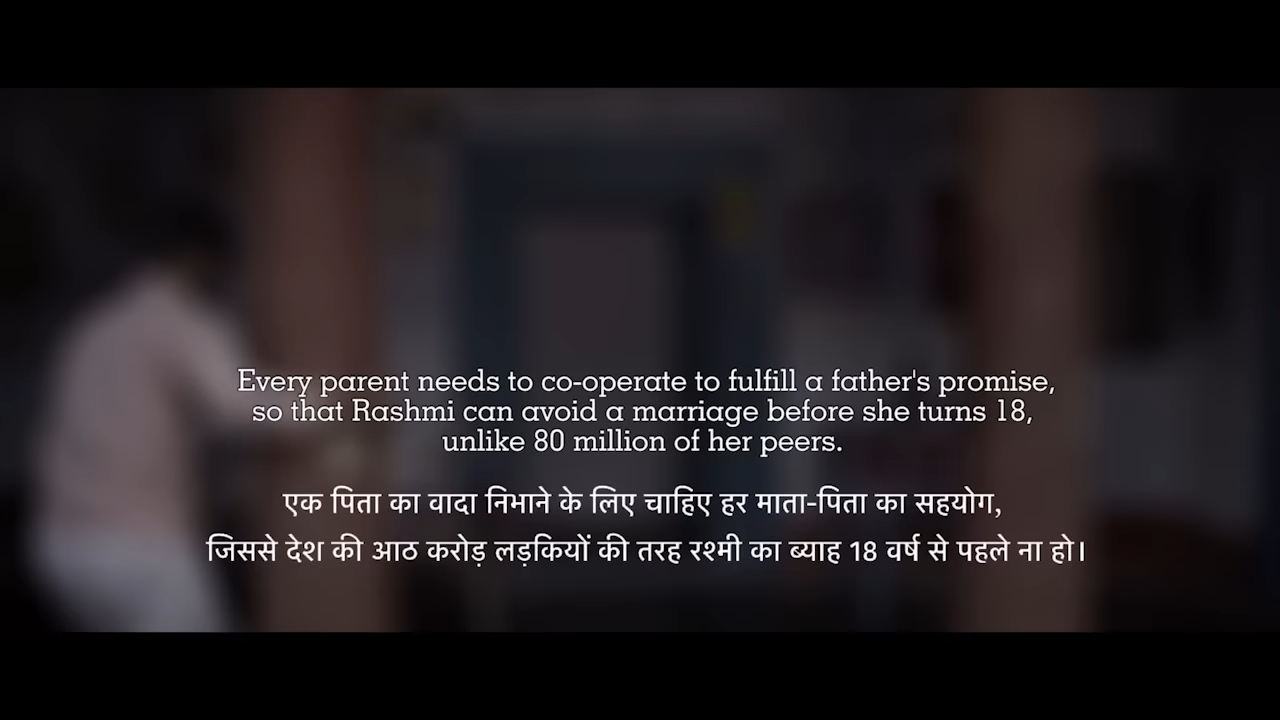 Every parent needs to co-operate to fulfill a father's promise,
so that Rashmi can avoid a marriage before she turns 18,
unlike 80 million of her peers.
एक पिता का वादा निभाने के लिए चाहिए हर माता-पिता का सहयोग,
जिससे देश की आठ करोड़ लड़कियों की तरह रश्मी का ब्याह 18 वर्ष से पहले ना हो।